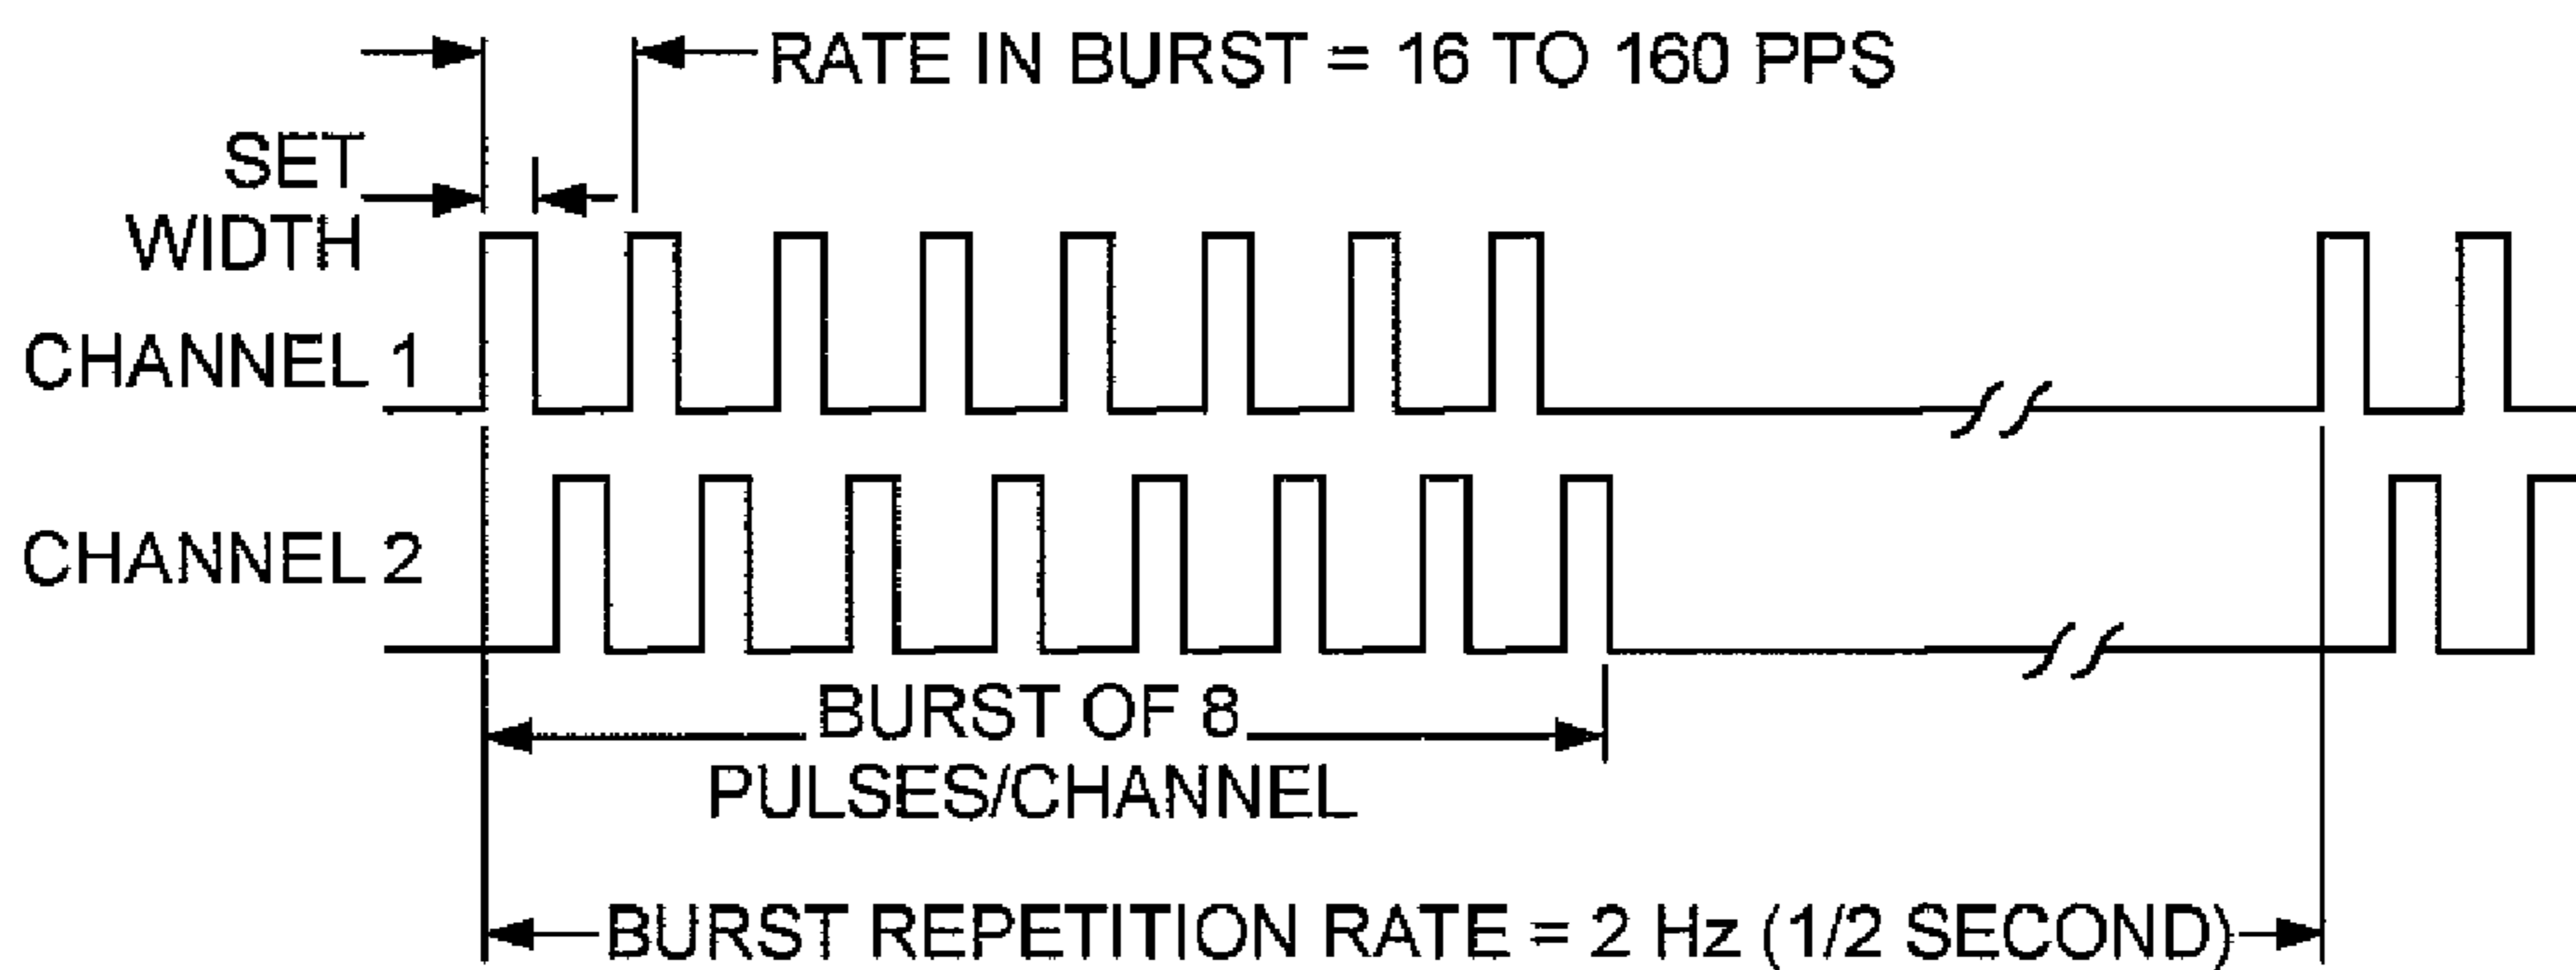 RATE IN BURST = 16 TO 160 PPS
SET
WIDTH
CHANNEL 1
CHANNEL 2
BURST OF 8
PULSES/CHANNEL
BURST REPETITION RATE = 2 Hz (1/2 SECOND)